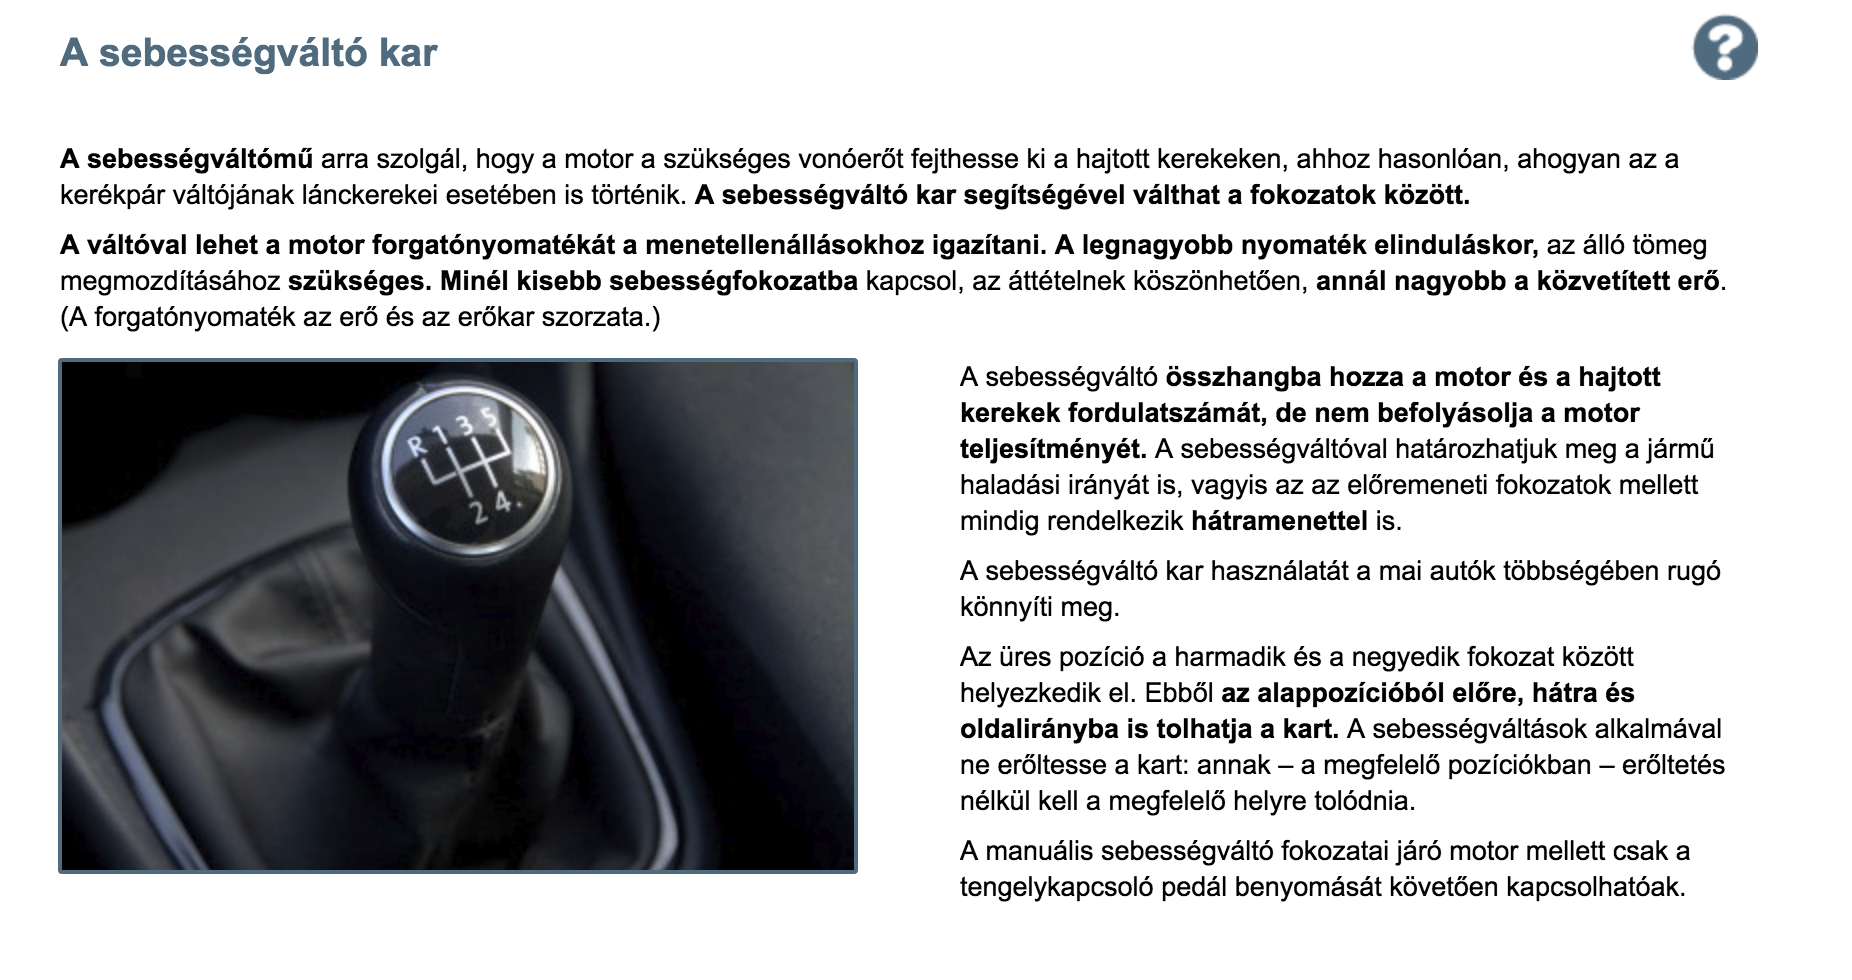 A sebességváltó kar
?
A sebességváltómű arra szolgál, hogy a motor a szükséges vonóerőt fejthesse ki a hajtott kerekeken, ahhoz hasonlóan, ahogyan az a
kerékpár váltójának lánckerekei esetében is történik. A sebességváltó kar segítségével válthat a fokozatok között.
A váltóval lehet a motor forgatónyomatékát a menetellenállásokhoz igazítani. A legnagyobb nyomaték elinduláskor, az álló tömeg
megmozdításához szükséges. Minél kisebb sebességfokozatba kapcsol, az áttételnek köszönhetően, annál nagyobb a közvetített erő.
(A forgatónyomaték az erő és az erőkar szorzata.)
R 1 3 5
2 4
A sebességváltó összhangba hozza a motor és a hajtott
kerekek fordulatszámát, de nem befolyásolja a motor
teljesítményét. A sebességváltóval határozhatjuk meg a jármű
haladási irányát is, vagyis az az előremeneti fokozatok mellett
mindig rendelkezik hátramenettel is.
A sebességváltó kar használatát a mai autók többségében rugó
könnyíti meg.
Az üres pozíció a harmadik és a negyedik fokozat között
helyezkedik el. Ebből az alappozícióból előre, hátra és
oldalirányba is tolhatja a kart. A sebességváltások alkalmával
ne erőltesse a kart: annak – a megfelelő pozíciókban – erőltetés
nélkül kell a megfelelő helyre tolódnia.
A manuális sebességváltó fokozatai járó motor mellett csak a
tengelykapcsoló pedál benyomását követően kapcsolhatóak.